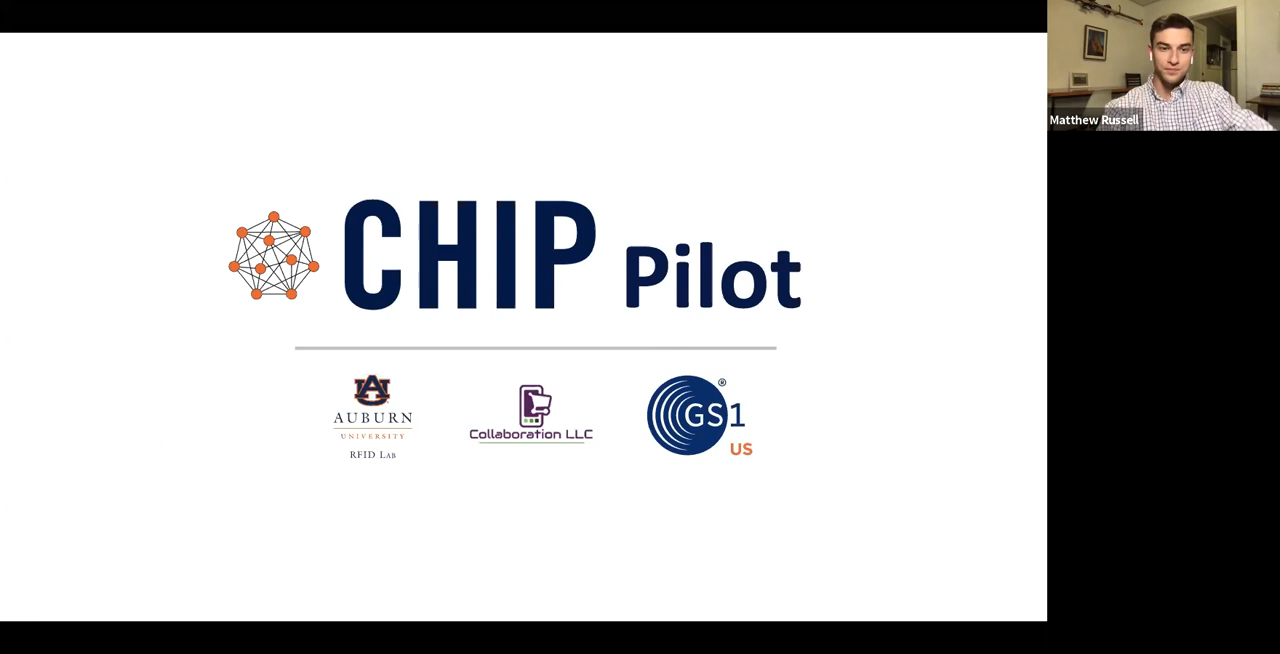 CHIP Pilot
AUBURN
UNIVERSITY
RFID LAB
Collaboration LLC
GS1 ®
US
Matthew Russell